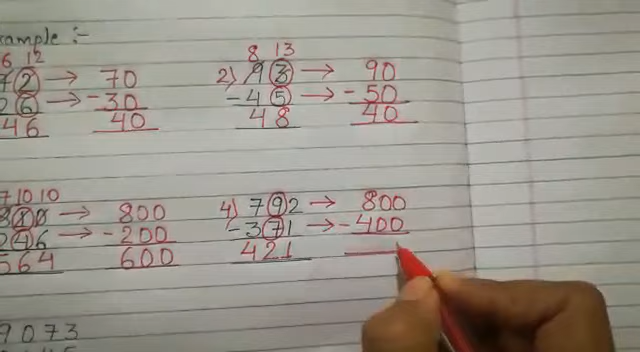 xample :-
6 12 8 13
72 → 70 2) 93 → 90
26 → -30 -45 → -50
46 40 48 40
7 10 10
810 → 800 4) 792 → 800
246 → -200 -371 → -400
564 600 421
9073